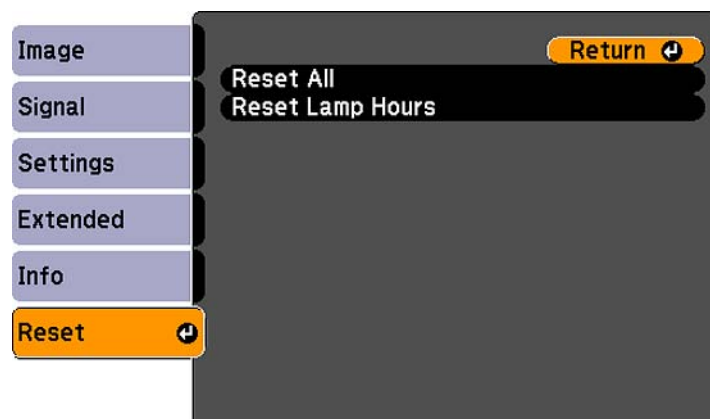 Image
Signal
Settings
Extended
Info
Reset
Return
Reset All
Reset Lamp Hours